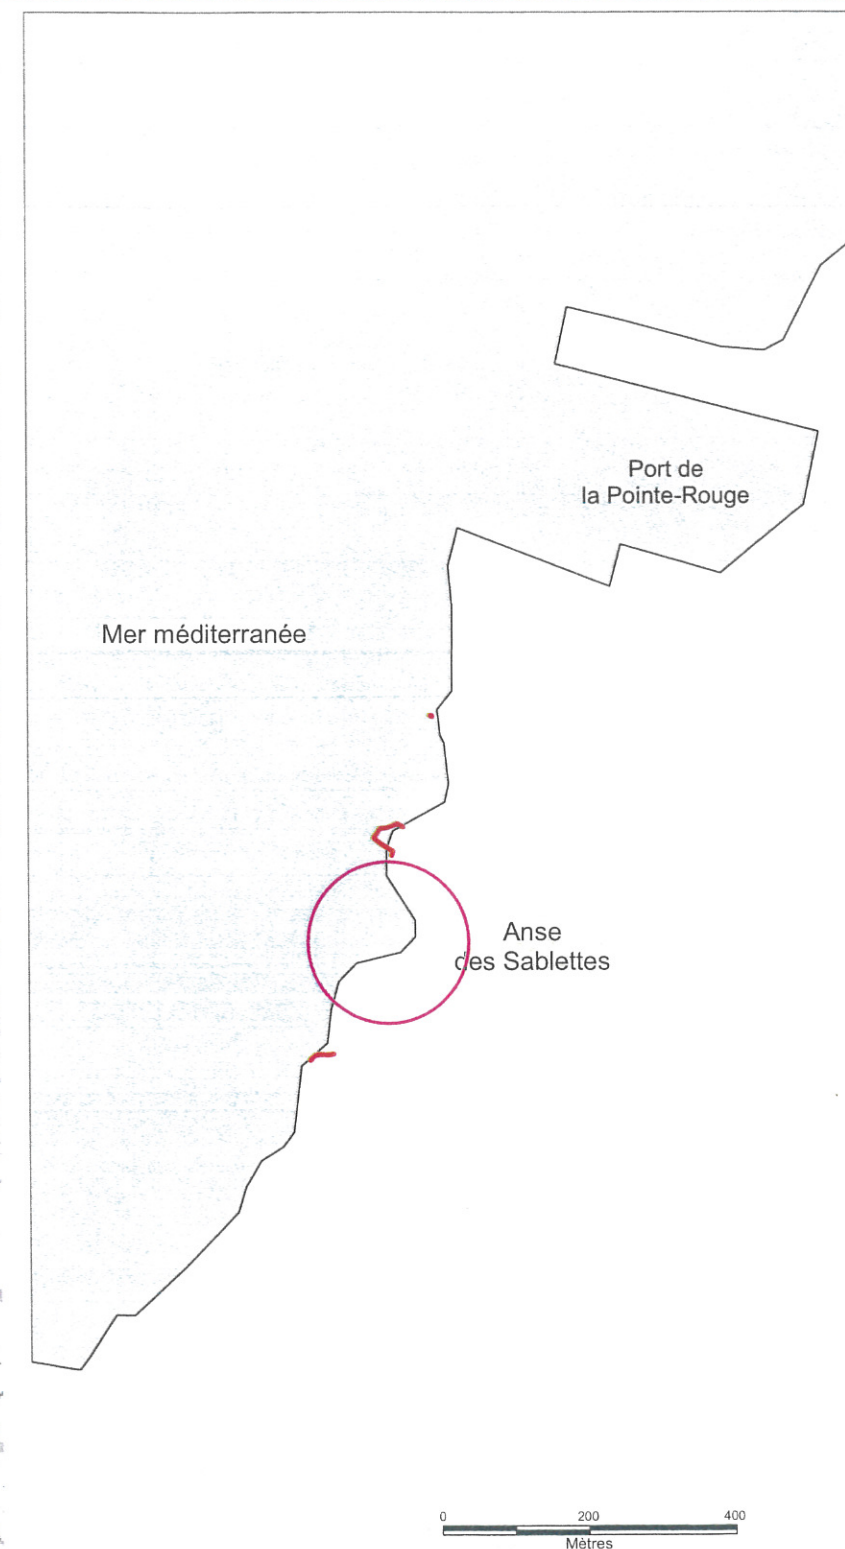 Port de
la Pointe-Rouge
Mer méditerranée
Anse
des Sablettes
0 200 400
Mètres